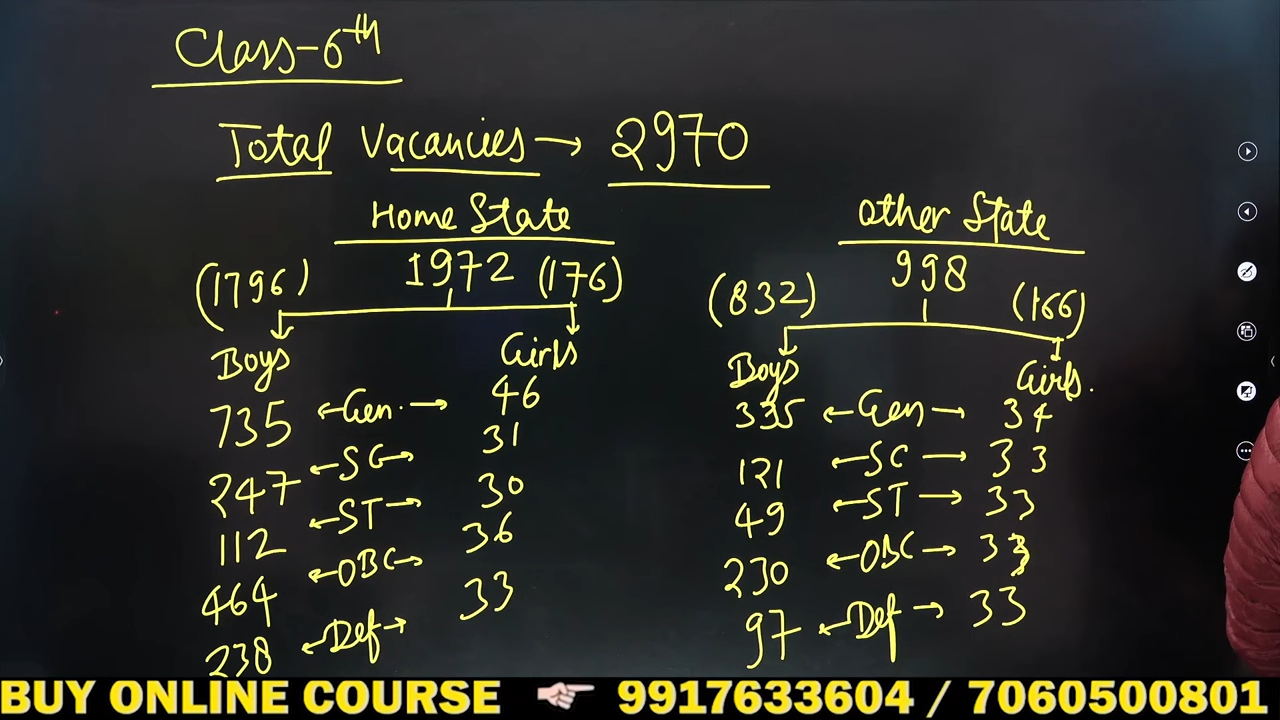 Class-6th
Total Vacancies → 2970
Home State
(1796) 1972 (176)
Boys Girls
735 ← Gen. → 46
247 ← SC → 31
112 ← ST → 30
464 ← OBC → 36
238 ← Def → 33
Other State
(832) 998 (166)
Boys Girls.
335 ← Gen → 34
121 ← SC → 33
49 ← ST → 33
230 ← OBC → 33
97 ← Def → 33
BUY ONLINE COURSE 9917633604 / 7060500801